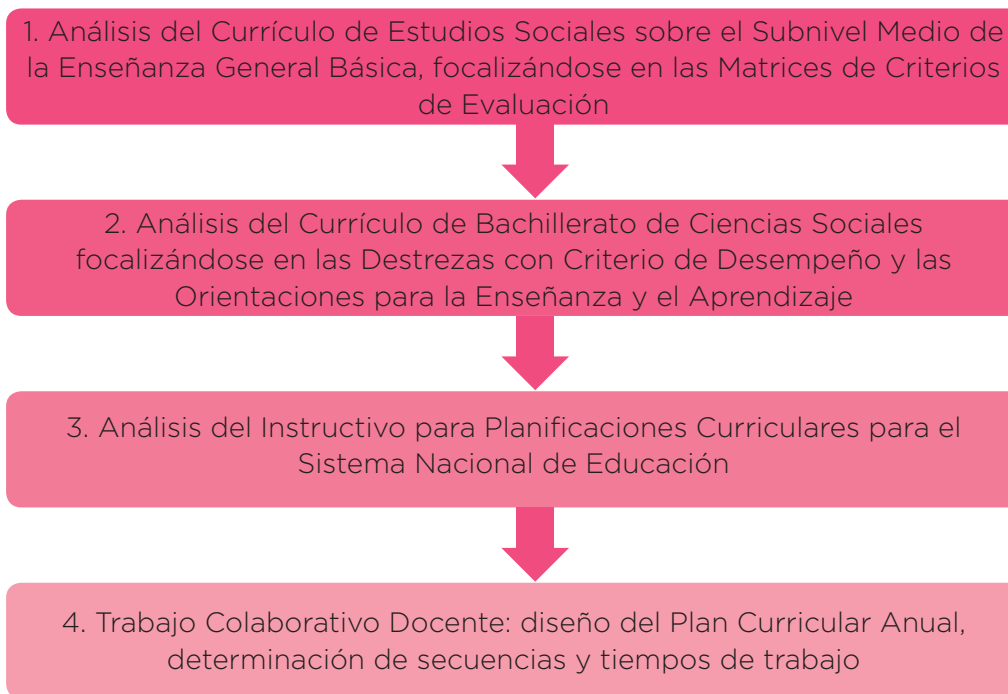 1. Análisis del Currículo de Estudios Sociales sobre el Subnivel Medio de
la Enseñanza General Básica, focalizándose en las Matrices de Criterios
de Evaluación
2. Análisis del Currículo de Bachillerato de Ciencias Sociales
focalizándose en las Destrezas con Criterio de Desempeño y las
Orientaciones para la Enseñanza y el Aprendizaje
3. Análisis del Instructivo para Planificaciones Curriculares para el
Sistema Nacional de Educación
4. Trabajo Colaborativo Docente: diseño del Plan Curricular Anual,
determinación de secuencias y tiempos de trabajo